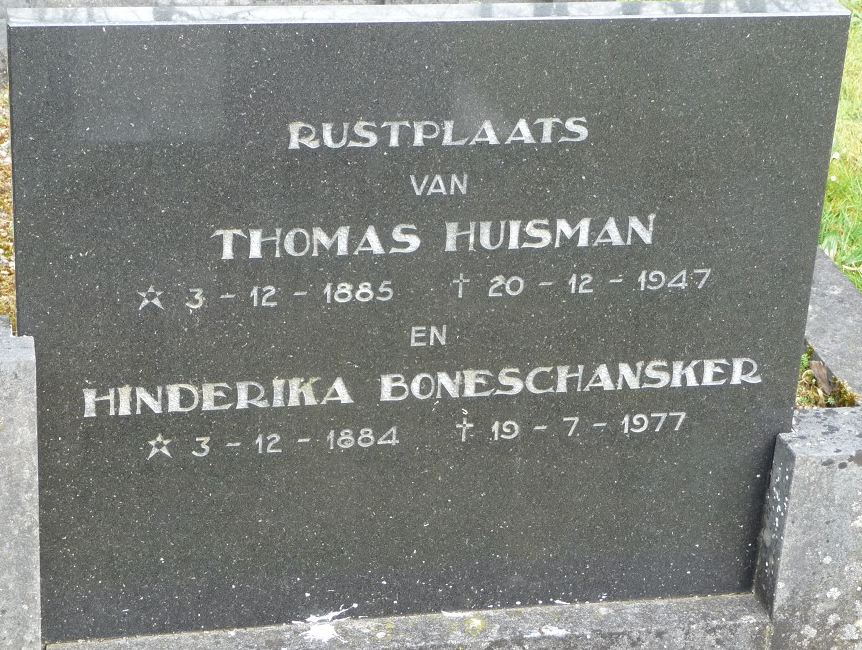 RUSTPLAATS
VAN
THOMAS HUISMAN
☆ 3 - 12 - 1885 † 20 - 12 - 1947
EN
HINDERIKA BONESCHANSKER
☆ 3 - 12 - 1884 † 19 - 7 - 1977